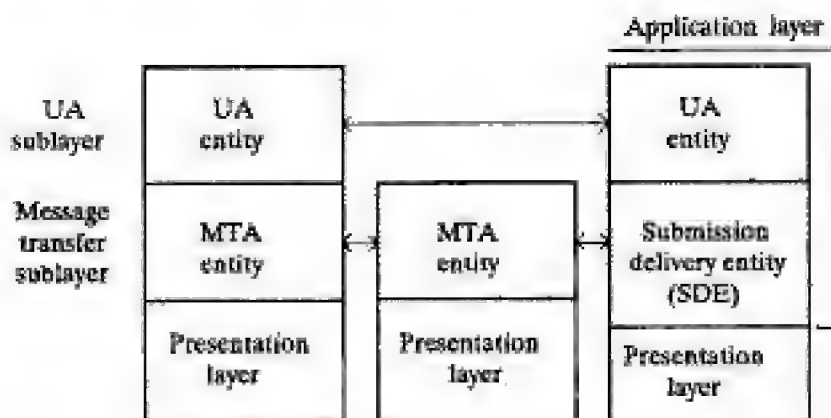 Application layer
UA
sublayer
UA
entity
UA
entity
Message
transfer
sublayer
MTA
entity
MTA
entity
Submission
delivery entity
(SDE)
Presentation
layer
Presentation
layer
Presentation
layer